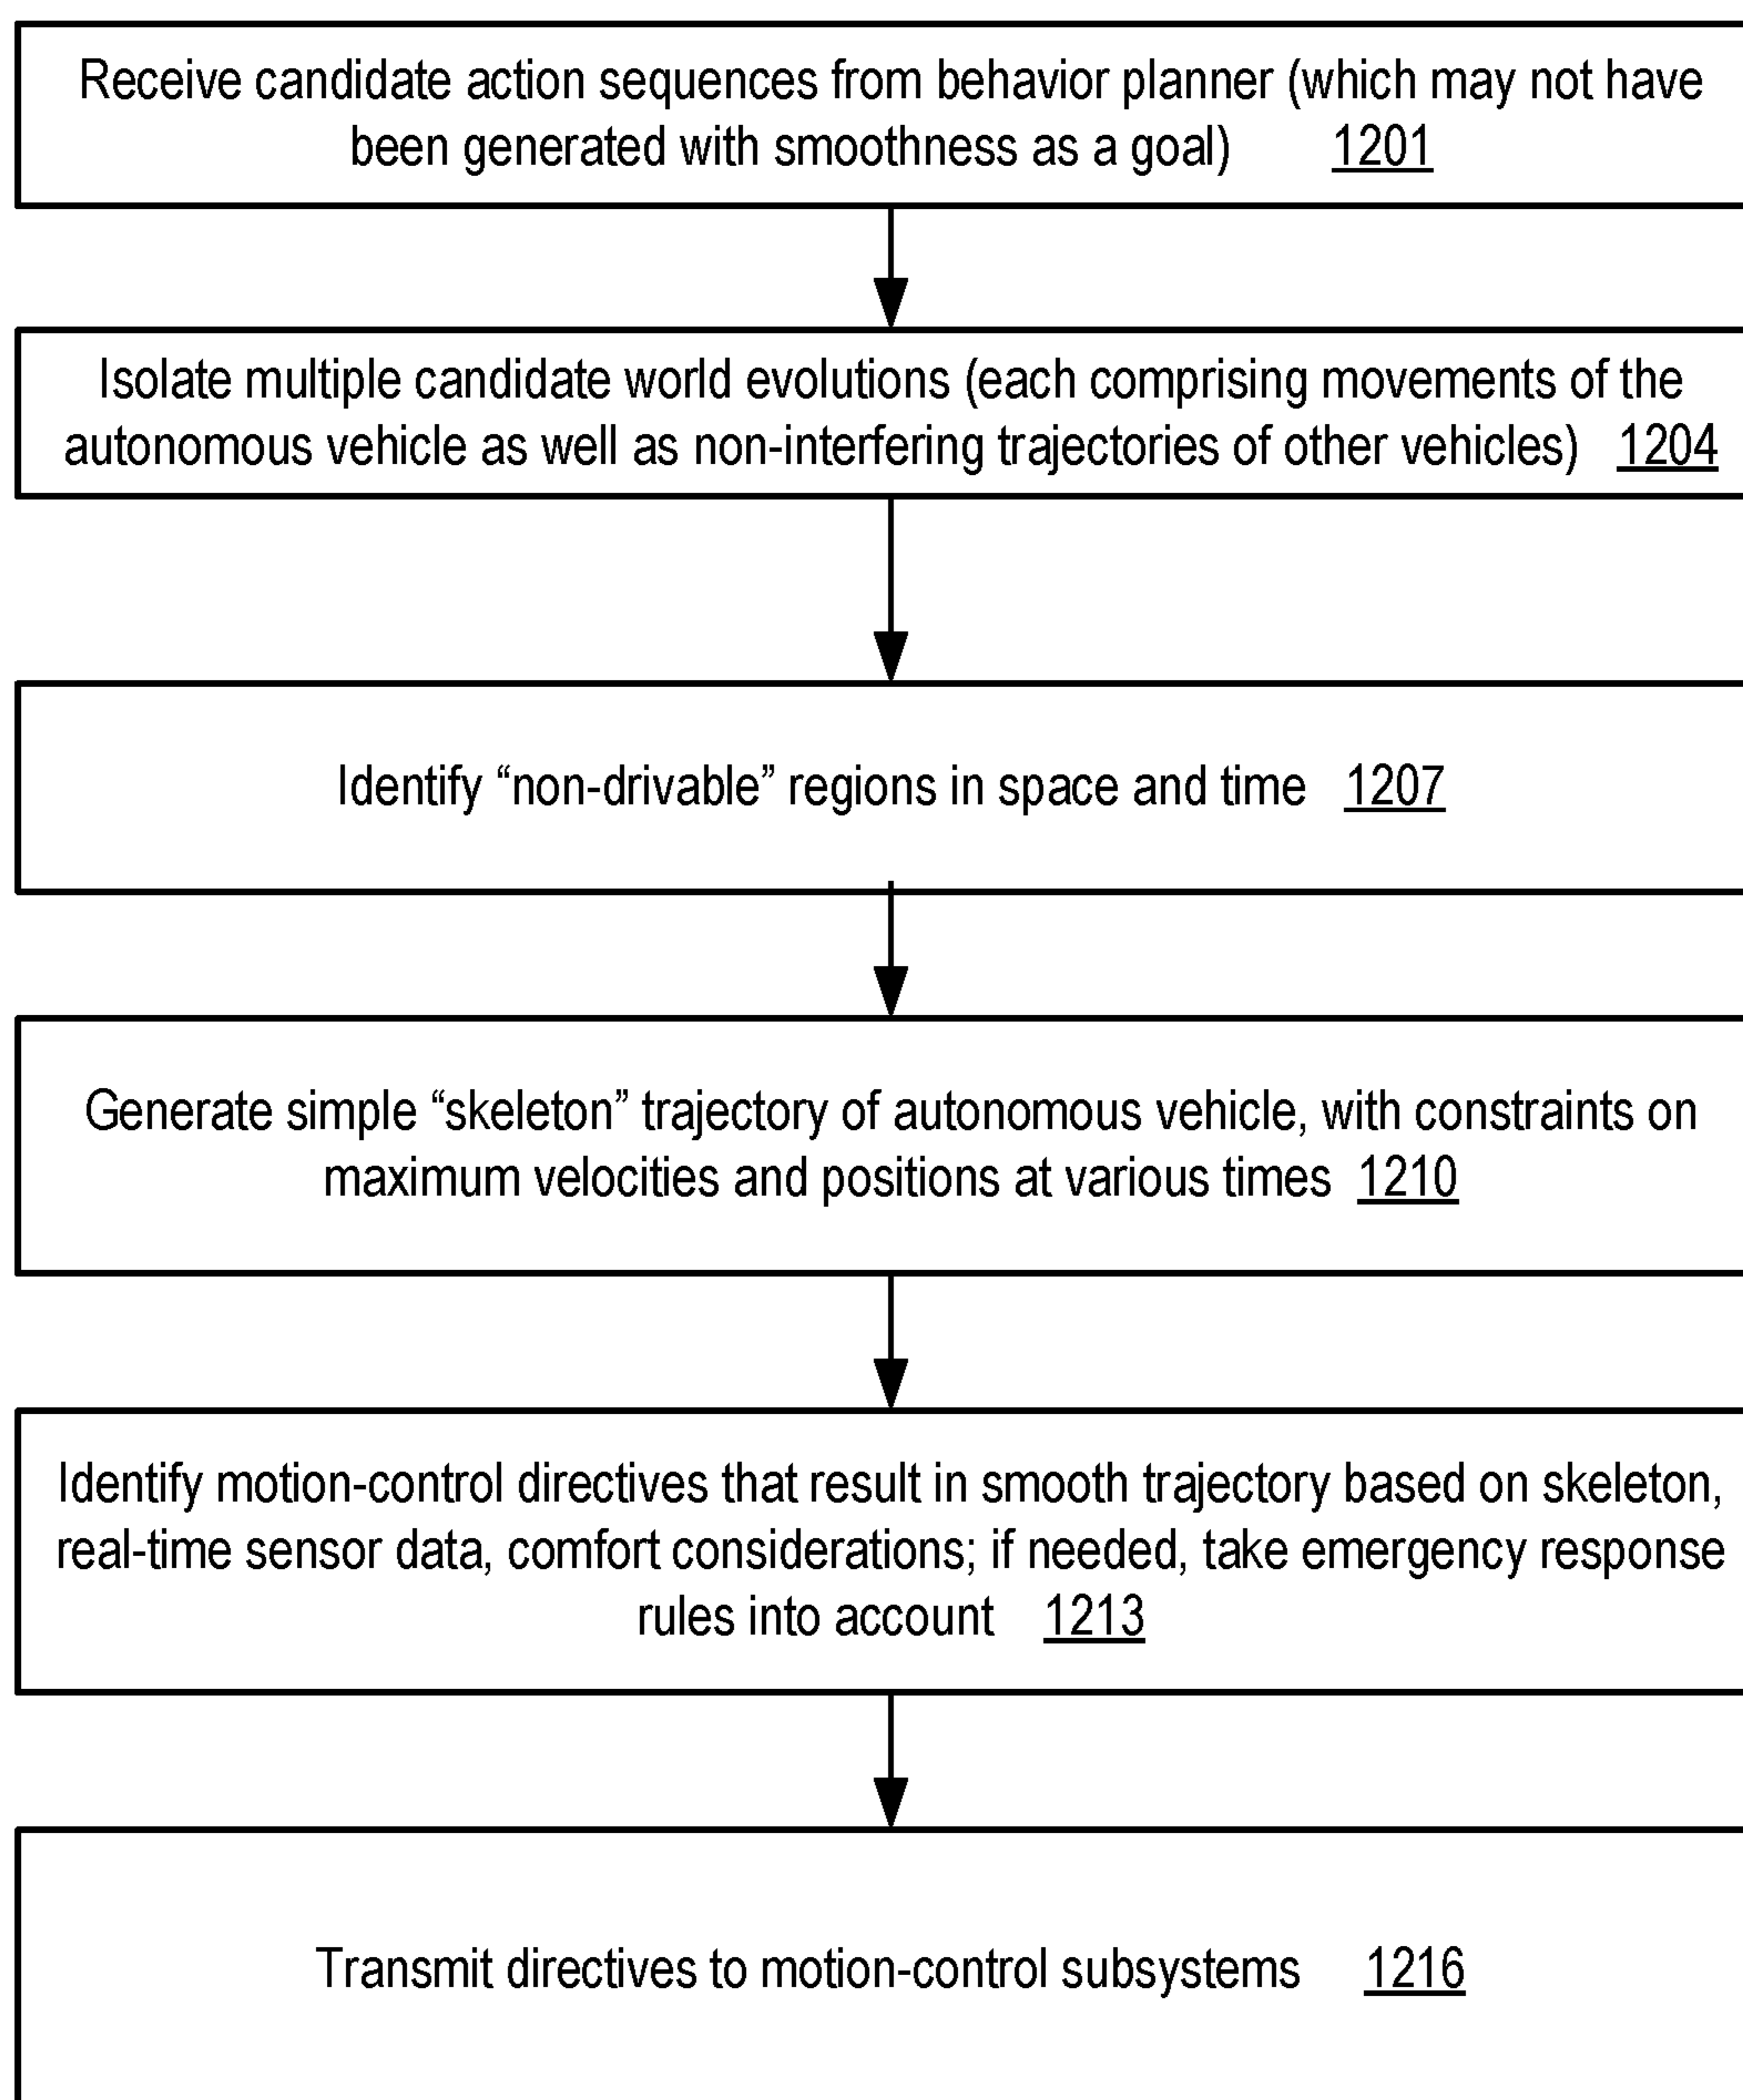 Receive candidate action sequences from behavior planner (which may not have
been generated with smoothness as a goal) 1201
Isolate multiple candidate world evolutions (each comprising movements of the
autonomous vehicle as well as non-interfering trajectories of other vehicles) 1204
Identify “non-drivable” regions in space and time 1207
Generate simple “skeleton” trajectory of autonomous vehicle, with constraints on
maximum velocities and positions at various times 1210
Identify motion-control directives that result in smooth trajectory based on skeleton,
real-time sensor data, comfort considerations; if needed, take emergency response
rules into account 1213
Transmit directives to motion-control subsystems 1216